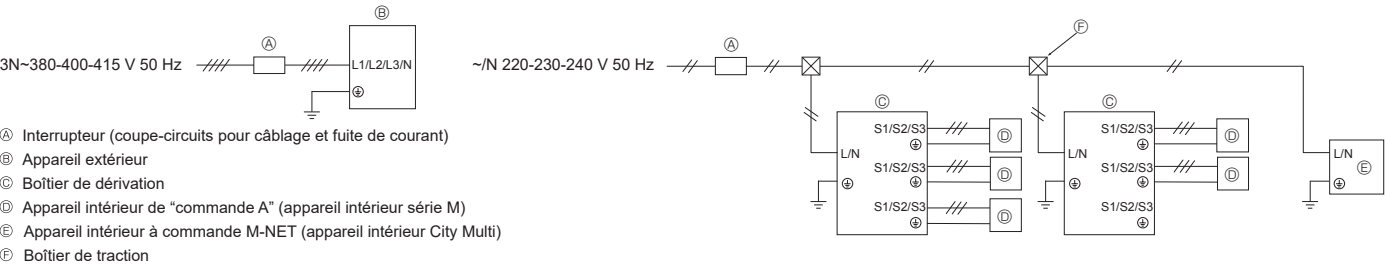 Ⓑ
Ⓕ
Ⓐ
Ⓐ
3N~380-400-415 V 50 Hz
L1/L2/L3/N
~/N 220-230-240 V 50 Hz
Ⓒ
Ⓒ
S1/S2/S3
Ⓓ
S1/S2/S3
Ⓓ
L/N
L/N
L/N
Ⓔ
S1/S2/S3
Ⓓ
S1/S2/S3
Ⓓ
S1/S2/S3
Ⓓ
S1/S2/S3
Ⓐ Interrupteur (coupe-circuits pour câblage et fuite de courant)
Ⓑ Appareil extérieur
Ⓒ Boîtier de dérivation
Ⓓ Appareil intérieur de “commande A” (appareil intérieur série M)
Ⓔ Appareil intérieur à commande M-NET (appareil intérieur City Multi)
Ⓕ Boîtier de traction